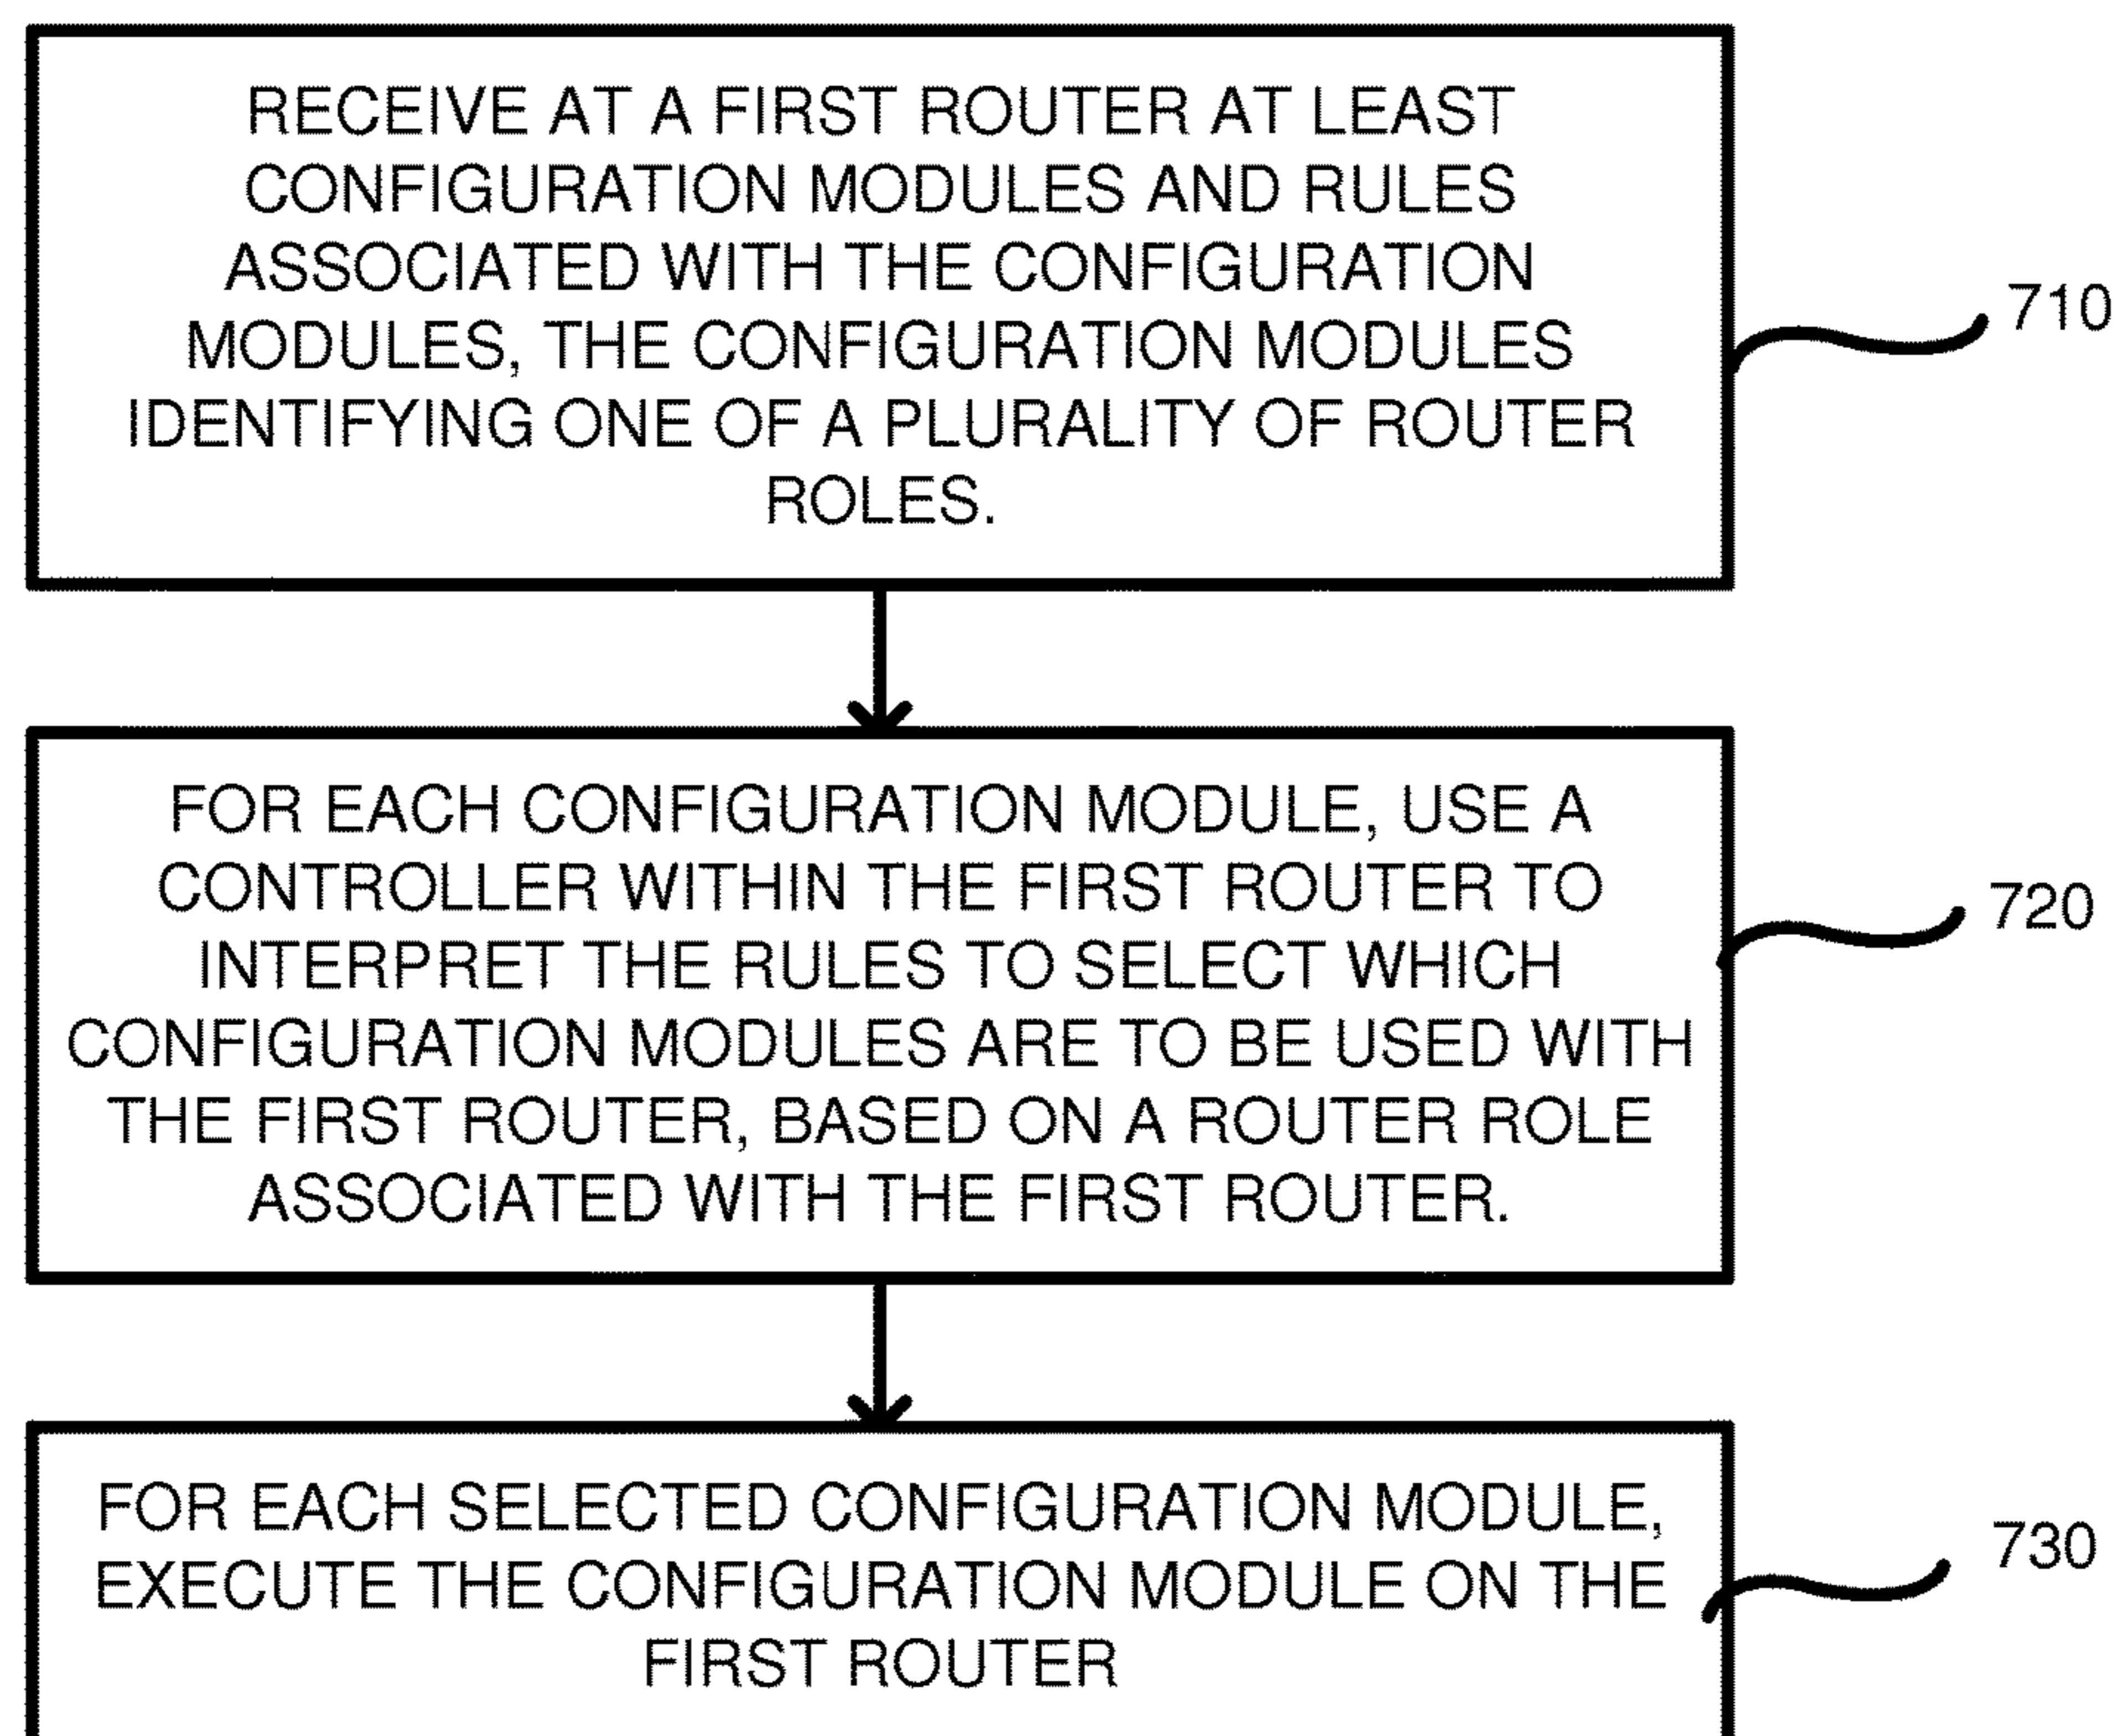 RECEIVE AT A FIRST ROUTER AT LEAST
CONFIGURATION MODULES AND RULES
ASSOCIATED WITH THE CONFIGURATION
MODULES, THE CONFIGURATION MODULES
IDENTIFYING ONE OF A PLURALITY OF ROUTER
ROLES.
710
FOR EACH CONFIGURATION MODULE, USE A
CONTROLLER WITHIN THE FIRST ROUTER TO
INTERPRET THE RULES TO SELECT WHICH
CONFIGURATION MODULES ARE TO BE USED WITH
THE FIRST ROUTER, BASED ON A ROUTER ROLE
ASSOCIATED WITH THE FIRST ROUTER.
720
FOR EACH SELECTED CONFIGURATION MODULE,
EXECUTE THE CONFIGURATION MODULE ON THE
FIRST ROUTER
730